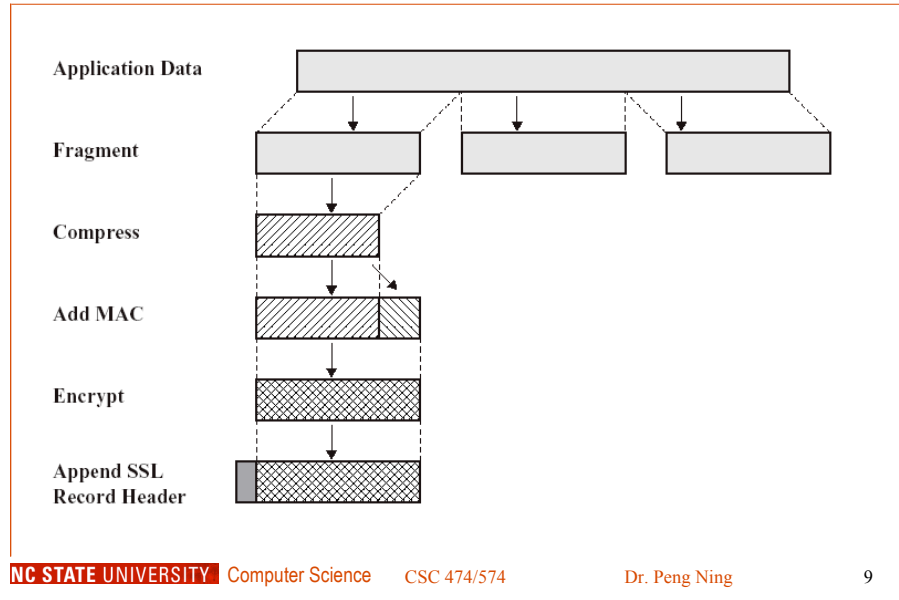 Application Data
Fragment
Compress
Add MAC
Encrypt
Append SSL
Record Header
NC STATE UNIVERSITY Computer Science CSC 474/574 Dr. Peng Ning 9